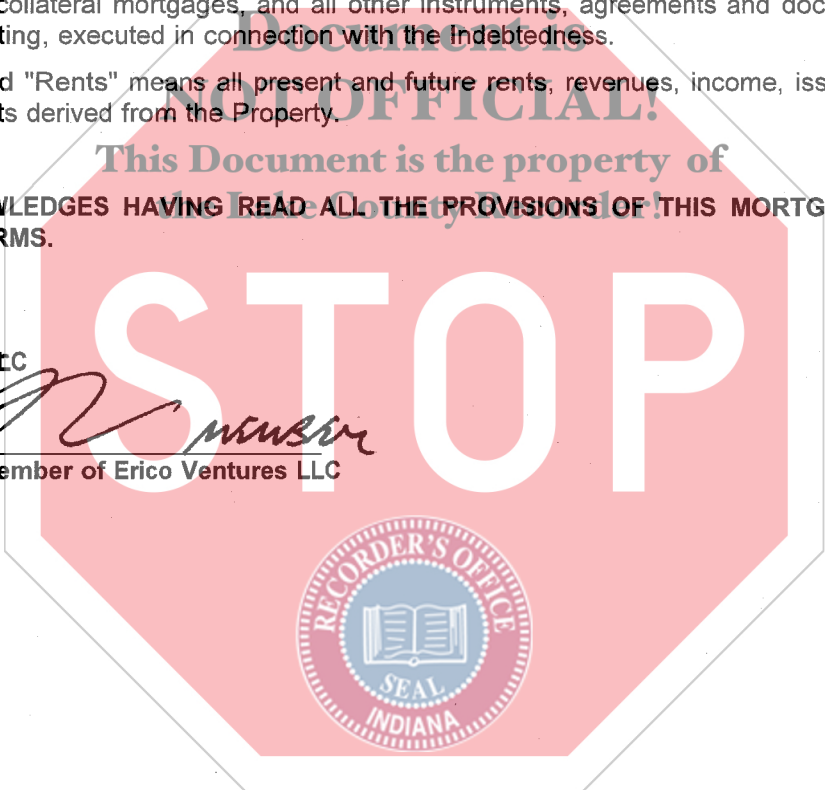 collateral mortgages, and all other instruments, agreements and doc
ting, executed in connection with the Indebtedness.
Document is
d "Rents" means all present and future rents, revenues, income, iss
ts derived from the Property.
NOT OFFICIAL!
This Document is the property of
the Lake County Recorder!
WLEDGES HAVING READ ALL THE PROVISIONS OF THIS MORTG
RMS.
STOP
LC
member
ember of Erico Ventures LLC
RECORDER'S OFFICE
SEAL
INDIANA